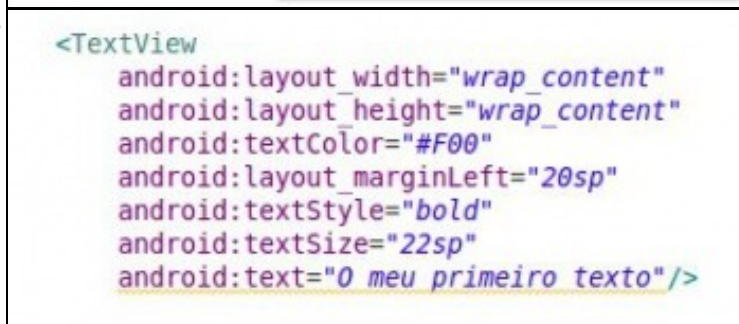 <TextView
android:layout_width="wrap_content"
android:layout_height="wrap_content"
android:textColor="#F00"
android:layout_marginLeft="20sp"
android:textStyle="bold"
android:textSize="22sp"
android:text="O meu primeiro texto"/>